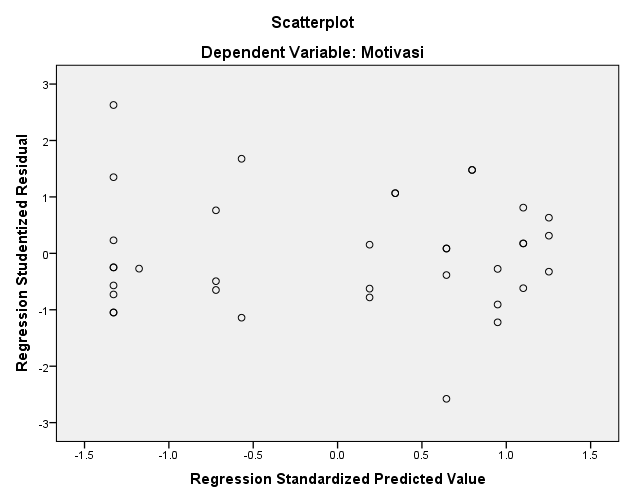 Scatterplot
Dependent Variable: Motivasi
Regression Studentized Residual
3
2
1
0
-1
-2
-3
-1.5 -1.0 -0.5 0.0 0.5 1.0 1.5
Regression Standardized Predicted Value